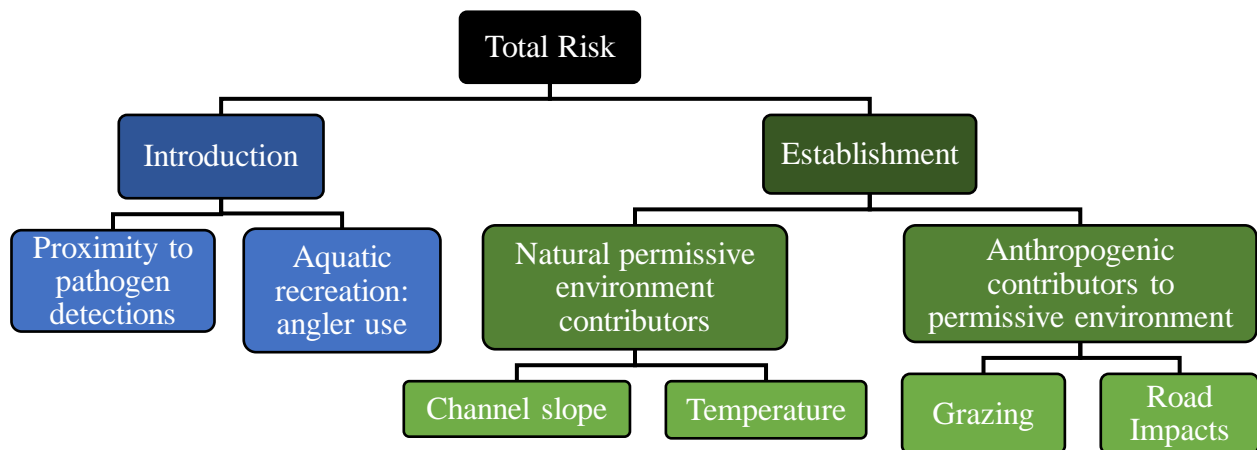 Total Risk
Introduction
Establishment
Proximity to
pathogen
detections
Aquatic
recreation:
angler use
Natural permissive
environment
contributors
Anthropogenic
contributors to
permissive environment
Channel slope
Temperature
Grazing
Road
Impacts